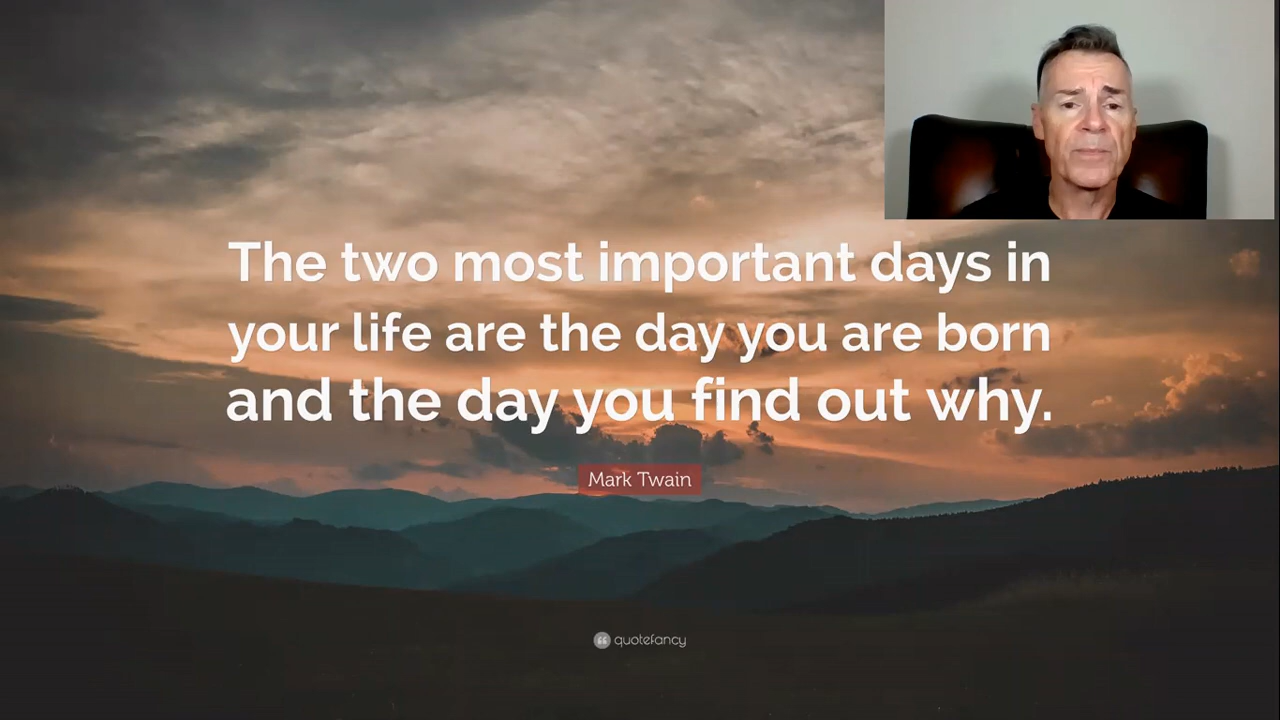 The two most important days in
your life are the day you are born
and the day you find out why.
Mark Twain
quotefancy